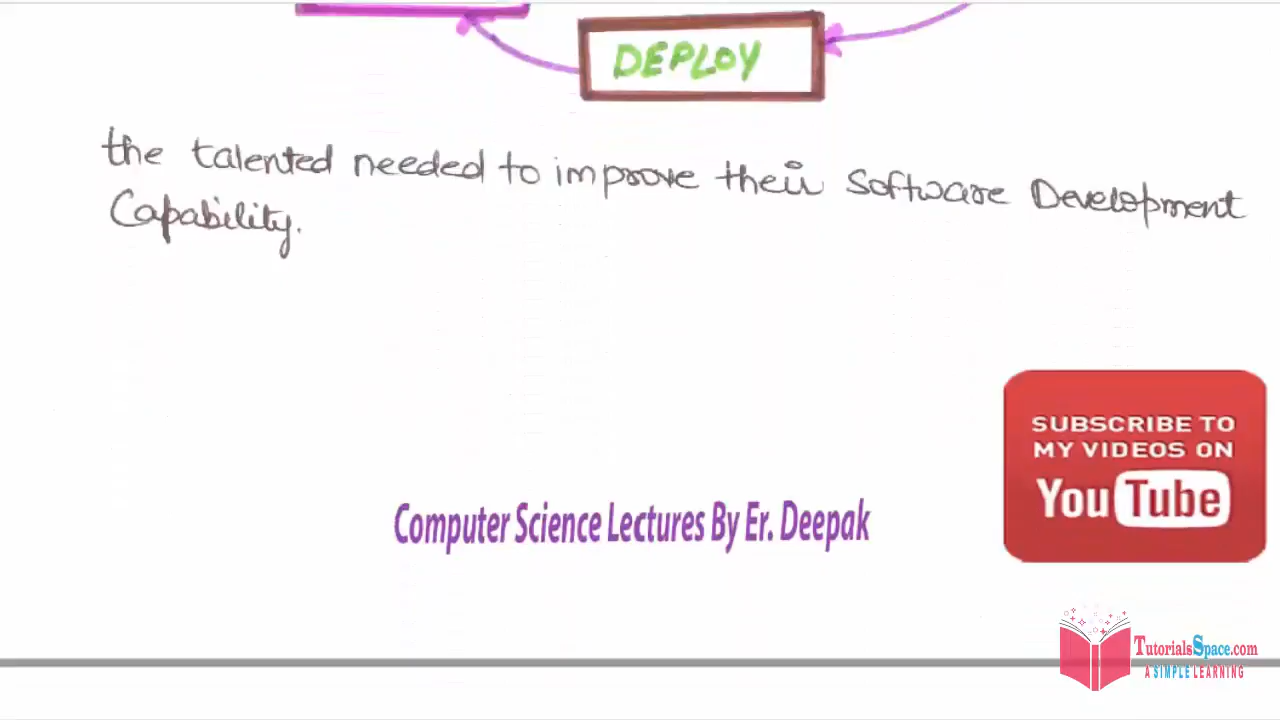 DEPLOY
the talented needed to improve their Software Development
Capability.
SUBSCRIBE TO
MY VIDEOS ON
YouTube
Computer Science Lectures By Er. Deepak
TutorialsSpace.com
A SIMPLE LEARNING